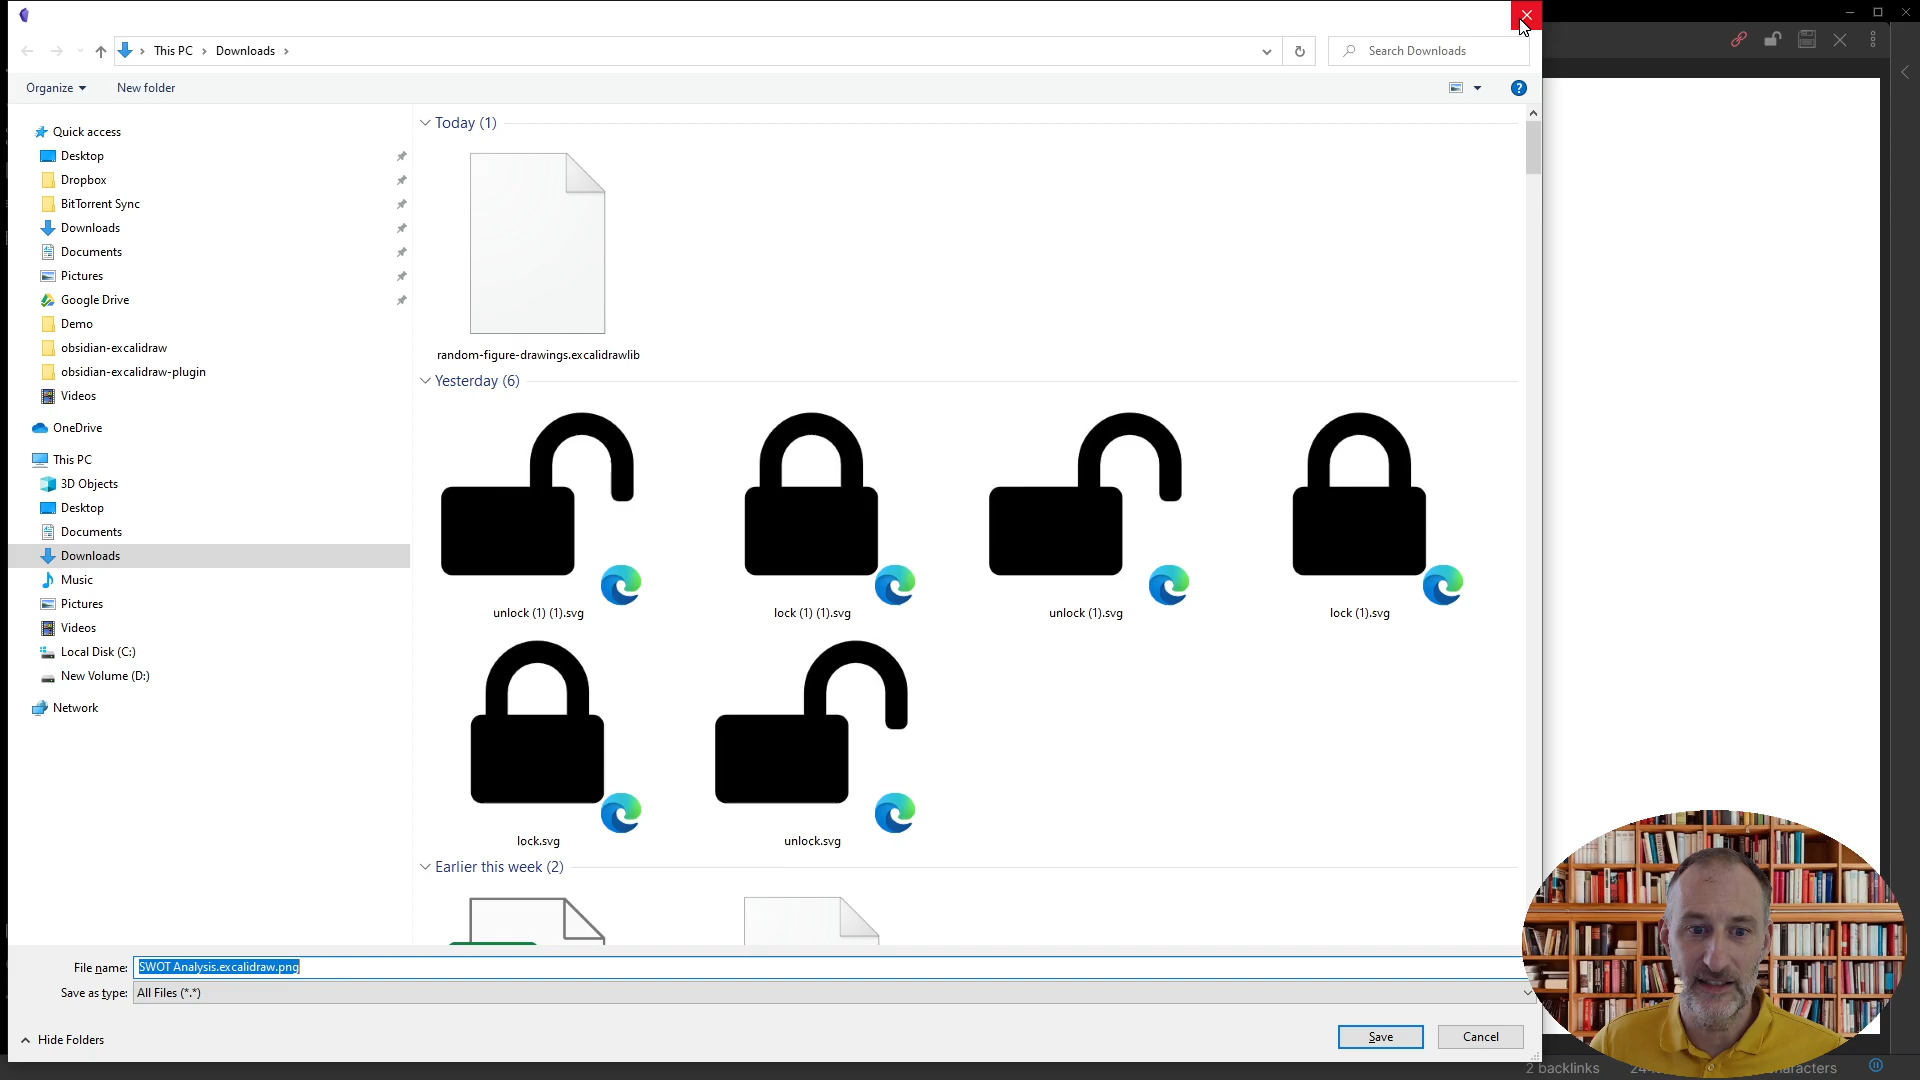 This PC
Downloads
Search Downloads
Organize
New folder
Quick access
Desktop
Dropbox
BitTorrent Sync
Downloads
Documents
Pictures
Google Drive
Demo
obsidian-excalidraw
obsidian-excalidraw-plugin
Videos
OneDrive
This PC
3D Objects
Desktop
Documents
Downloads
Music
Pictures
Videos
Local Disk (C:)
New Volume (D:)
Network
Today (1)
random-figure-drawings.excalidrawlib
Yesterday (6)
unlock (1) (1).svg
lock (1) (1).svg
unlock (1).svg
lock (1).svg
lock.svg
unlock.svg
Earlier this week (2)
File name: SWOT Analysis.excalidraw.png
Save as type: All Files (*.*)
Hide Folders
Save
Cancel
2 backlinks